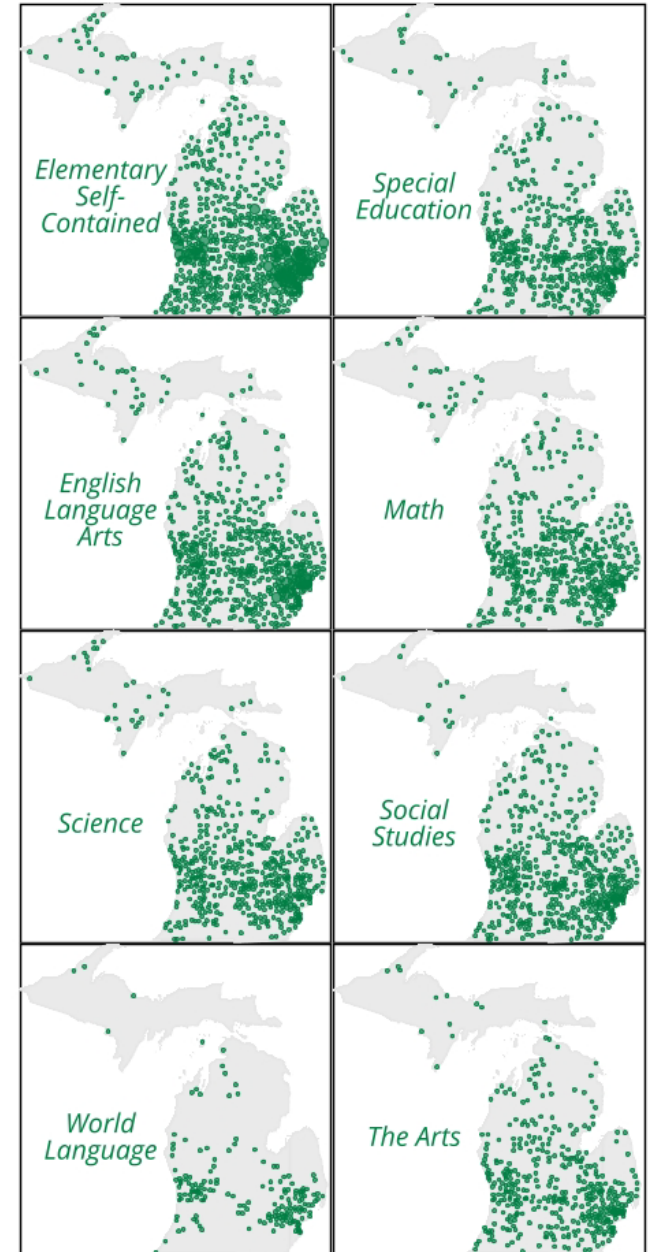 Elementary
Self-
Contained
Special
Education
English
Language
Arts
Math
Science
Social
Studies
World
Language
The Arts